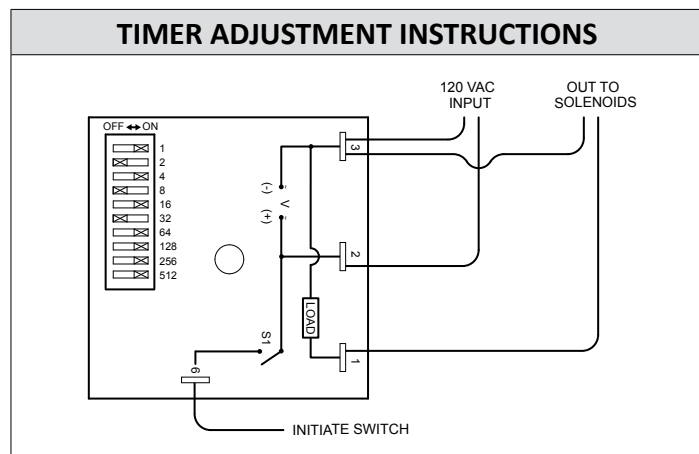 TIMER ADJUSTMENT INSTRUCTIONS
120 VAC
INPUT
OUT TO
SOLENOIDS
OFF ↔ ON
1
2
4
8
16
32
64
128
256
512
(-)
V
(+)
3
2
LOAD
S1
1
6
INITIATE SWITCH